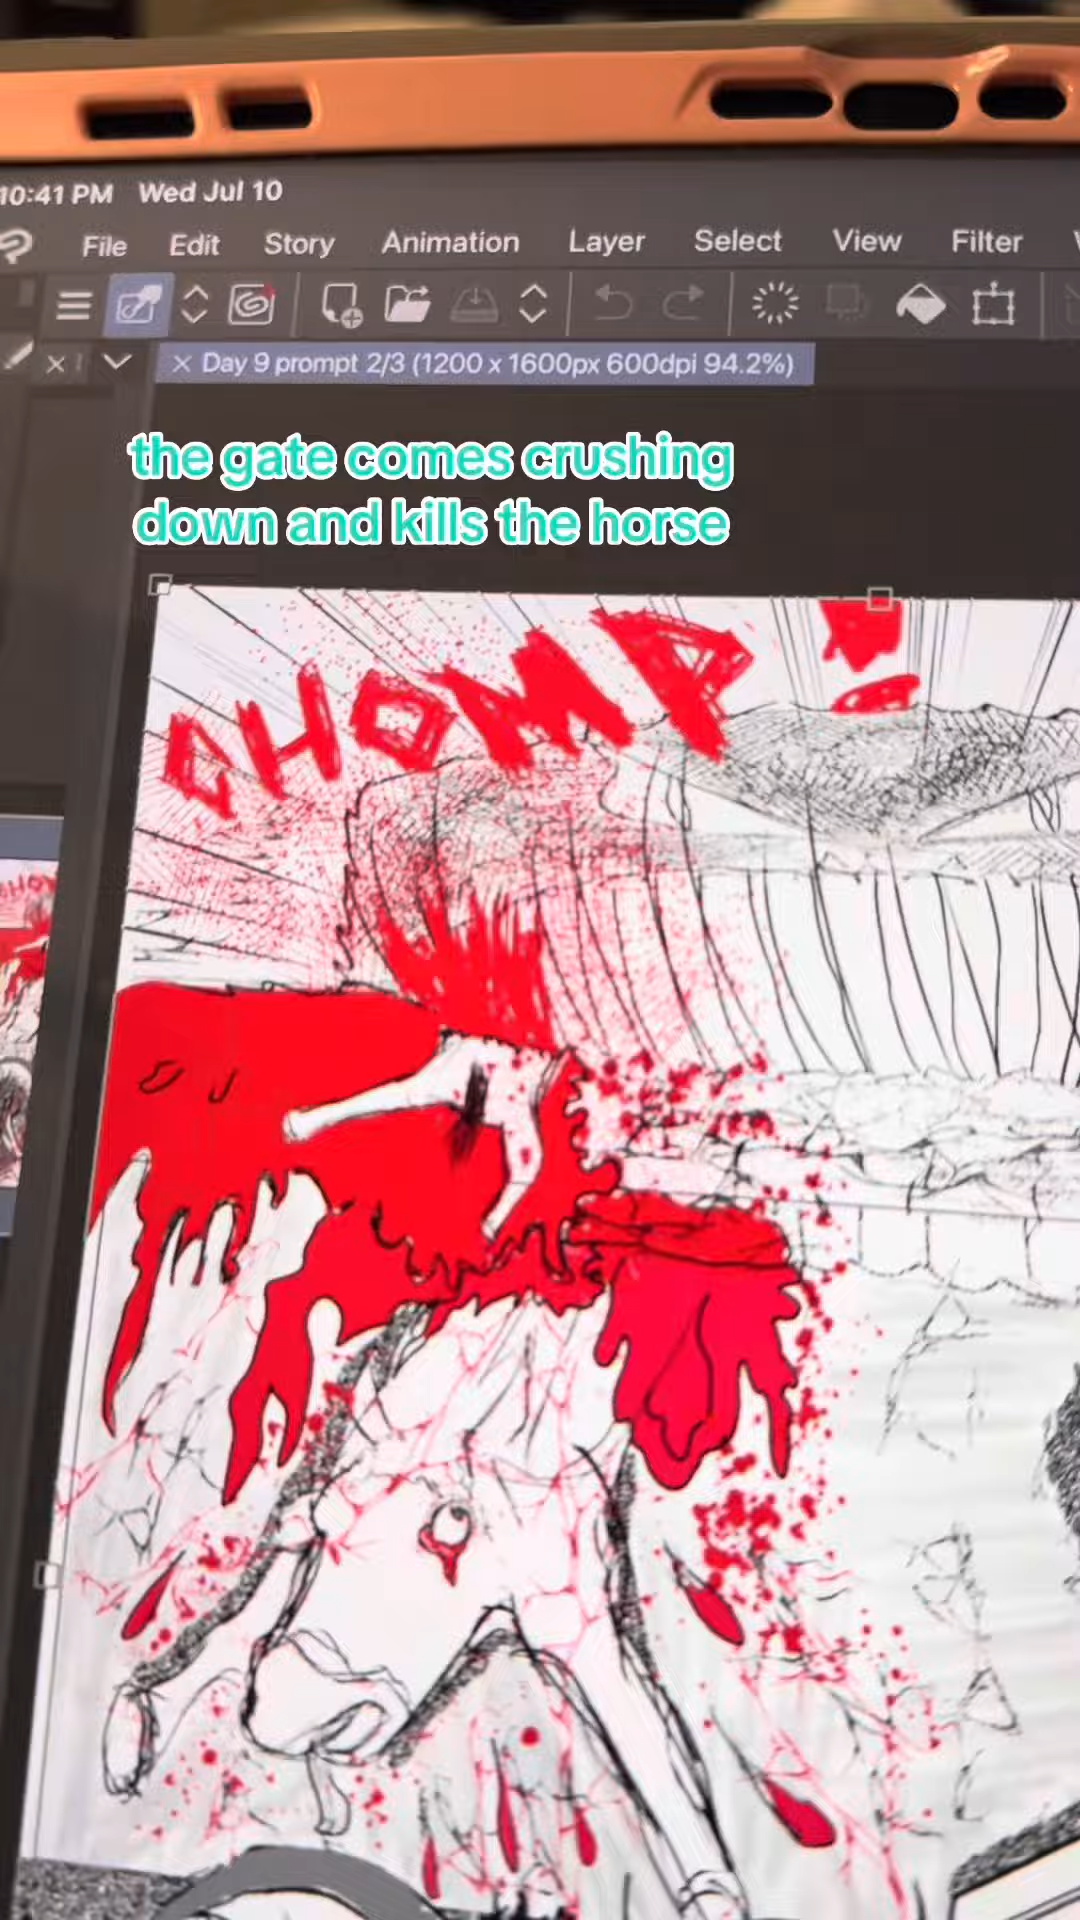 10:41 PM Wed Jul 10
File Edit Story Animation Layer Select View Filter
Day 9 prompt 2/3 (1200 x 1600px 600dpi 94.2%)
the gate comes crushing
down and kills the horse
CHOMP!